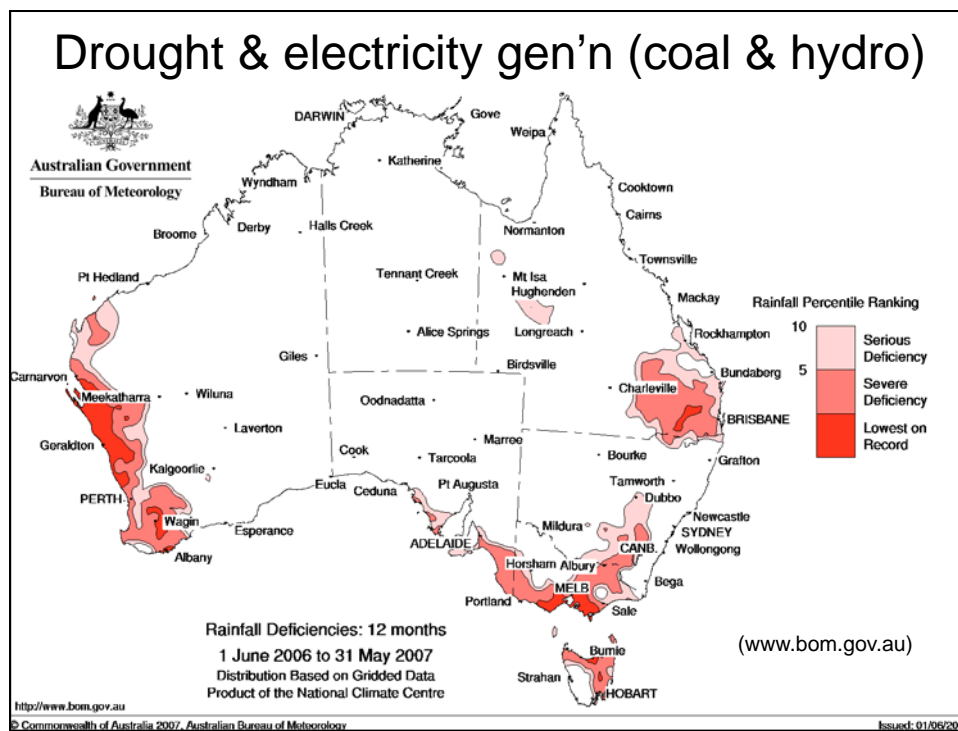 Drought & electricity gen'n (coal & hydro)
Australian Government
Bureau of Meteorology
DARWIN
Gove
Weipa
Katherine
Wyndham
Cooktown
Cairns
Derby
Halls Creek
Normanton
Broome
Townsville
Pt Hedland
Tennant Creek
Mt Isa
Hughenden
Mackay
Rainfall Percentile Ranking
10
Serious
Deficiency
5
Severe
Deficiency
Lowest on
Record
Alice Springs
Longreach
Rockhampton
Giles
Birdsville
Carnarvon
Bundaberg
Meekatharra
Wiluna
Oodnadatta
Charleville
BRISBANE
Laverton
Geraldton
Marree
Cook
Tarcoola
Bourke
Grafton
Kalgoorlie
Eucla
Ceduna
Pt Augusta
Tamworth
Dubbo
PERTH
Wagin
Esperance
Mildura
Newcastle
SYDNEY
ADELAIDE
CANB.
Wollongong
Albany
Horsham
Albury
MELB
Bega
Portland
Sale
Rainfall Deficiencies: 12 months
1 June 2006 to 31 May 2007
Distribution Based on Gridded Data
Product of the National Climate Centre
(www.bom.gov.au)
Burnie
Strahan
HOBART
http://www.bom.gov.au
© Commonwealth of Australia 2007, Australian Bureau of Meteorology
Issued: 01/06/20